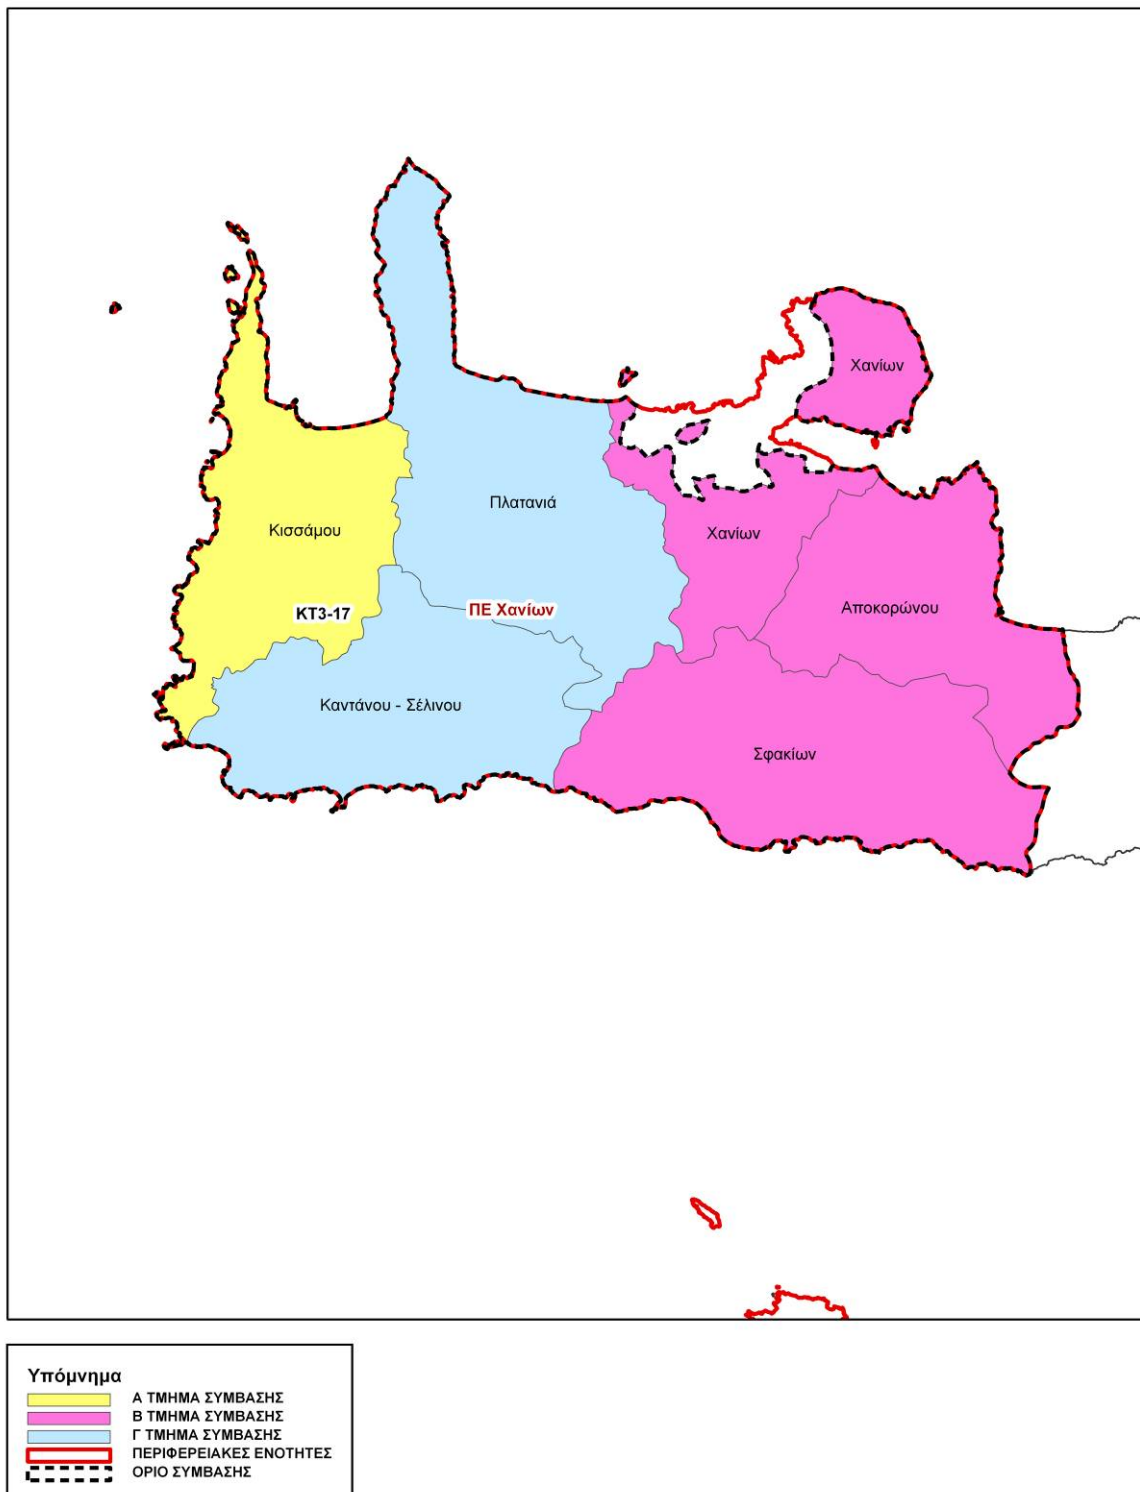 Χανίων
Πλατανιά
Κισσάμου
Χανίων
ΚΤ3-17
ΠΕ Χανίων
Αποκορώνου
Καντάνου - Σέλινου
Σφακίων
Υπόμνημα
Α ΤΜΗΜΑ ΣΥΜΒΑΣΗΣ
Β ΤΜΗΜΑ ΣΥΜΒΑΣΗΣ
Γ ΤΜΗΜΑ ΣΥΜΒΑΣΗΣ
ΠΕΡΙΦΕΡΕΙΑΚΕΣ ΕΝΟΤΗΤΕΣ
ΟΡΙΟ ΣΥΜΒΑΣΗΣ